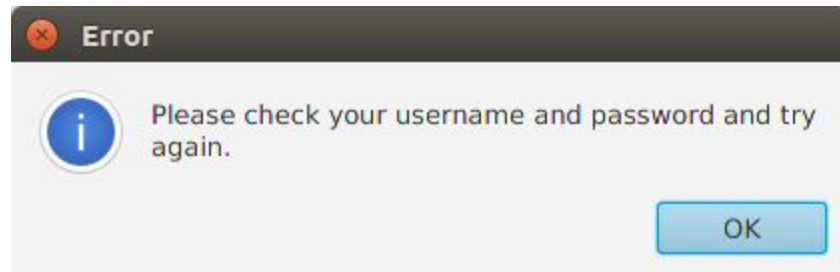 Error
Please check your username and password and try
again.
OK